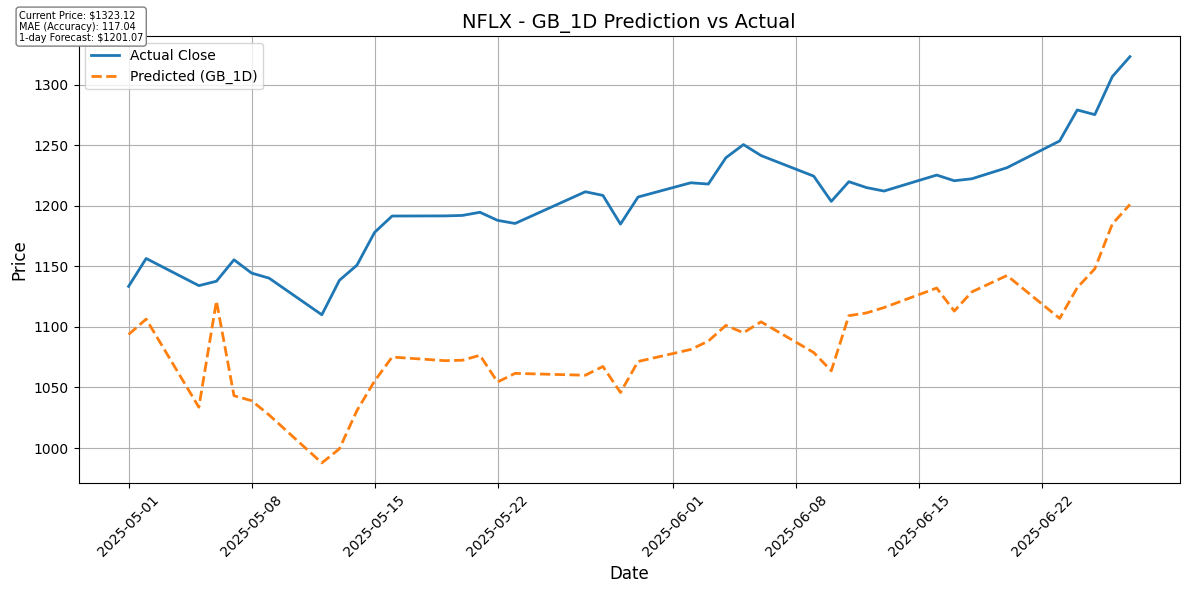 Current Price: $1323.12
MAE (Accuracy): 117.04
1-day Forecast: $1201.07
NFLX - GB_1D Prediction vs Actual
Actual Close
Predicted (GB_1D)
Price
1300
1250
1200
1150
1100
1050
1000
2025-05-01
2025-05-08
2025-05-15
2025-05-22
2025-06-01
2025-06-08
2025-06-15
2025-06-22
Date